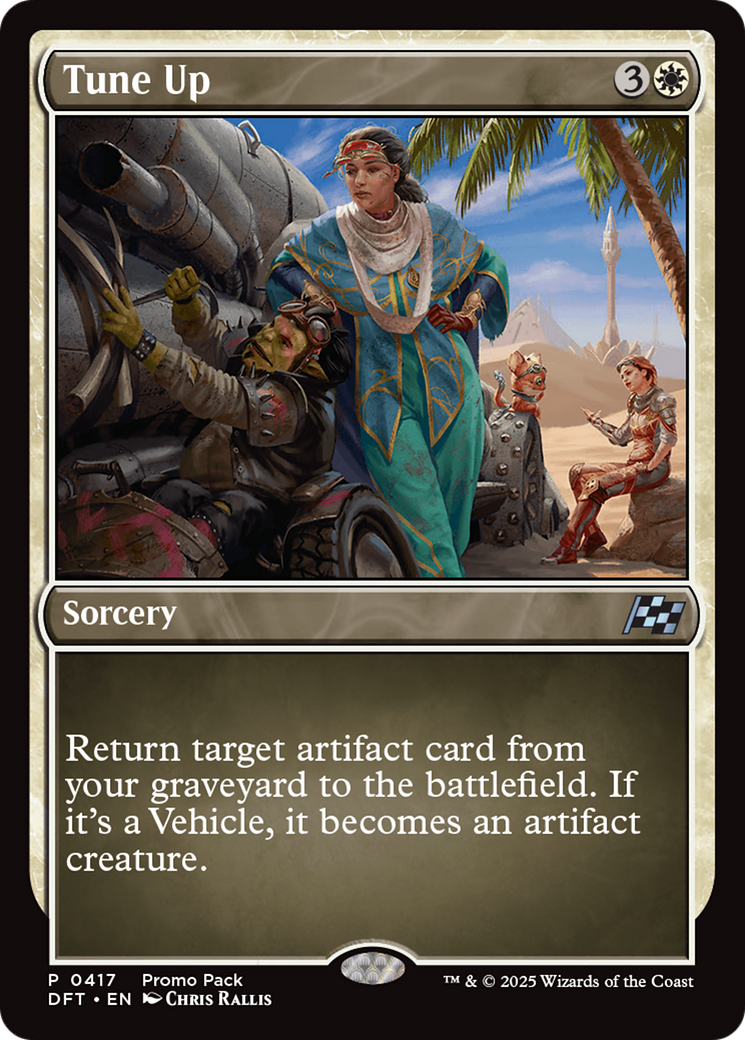 Tune Up
3
Sorcery
Return target artifact card from
your graveyard to the battlefield. If
it's a Vehicle, it becomes an artifact
creature.
P 0417 Promo Pack
DFT • EN Chris Rallis
™ & © 2025 Wizards of the Coast